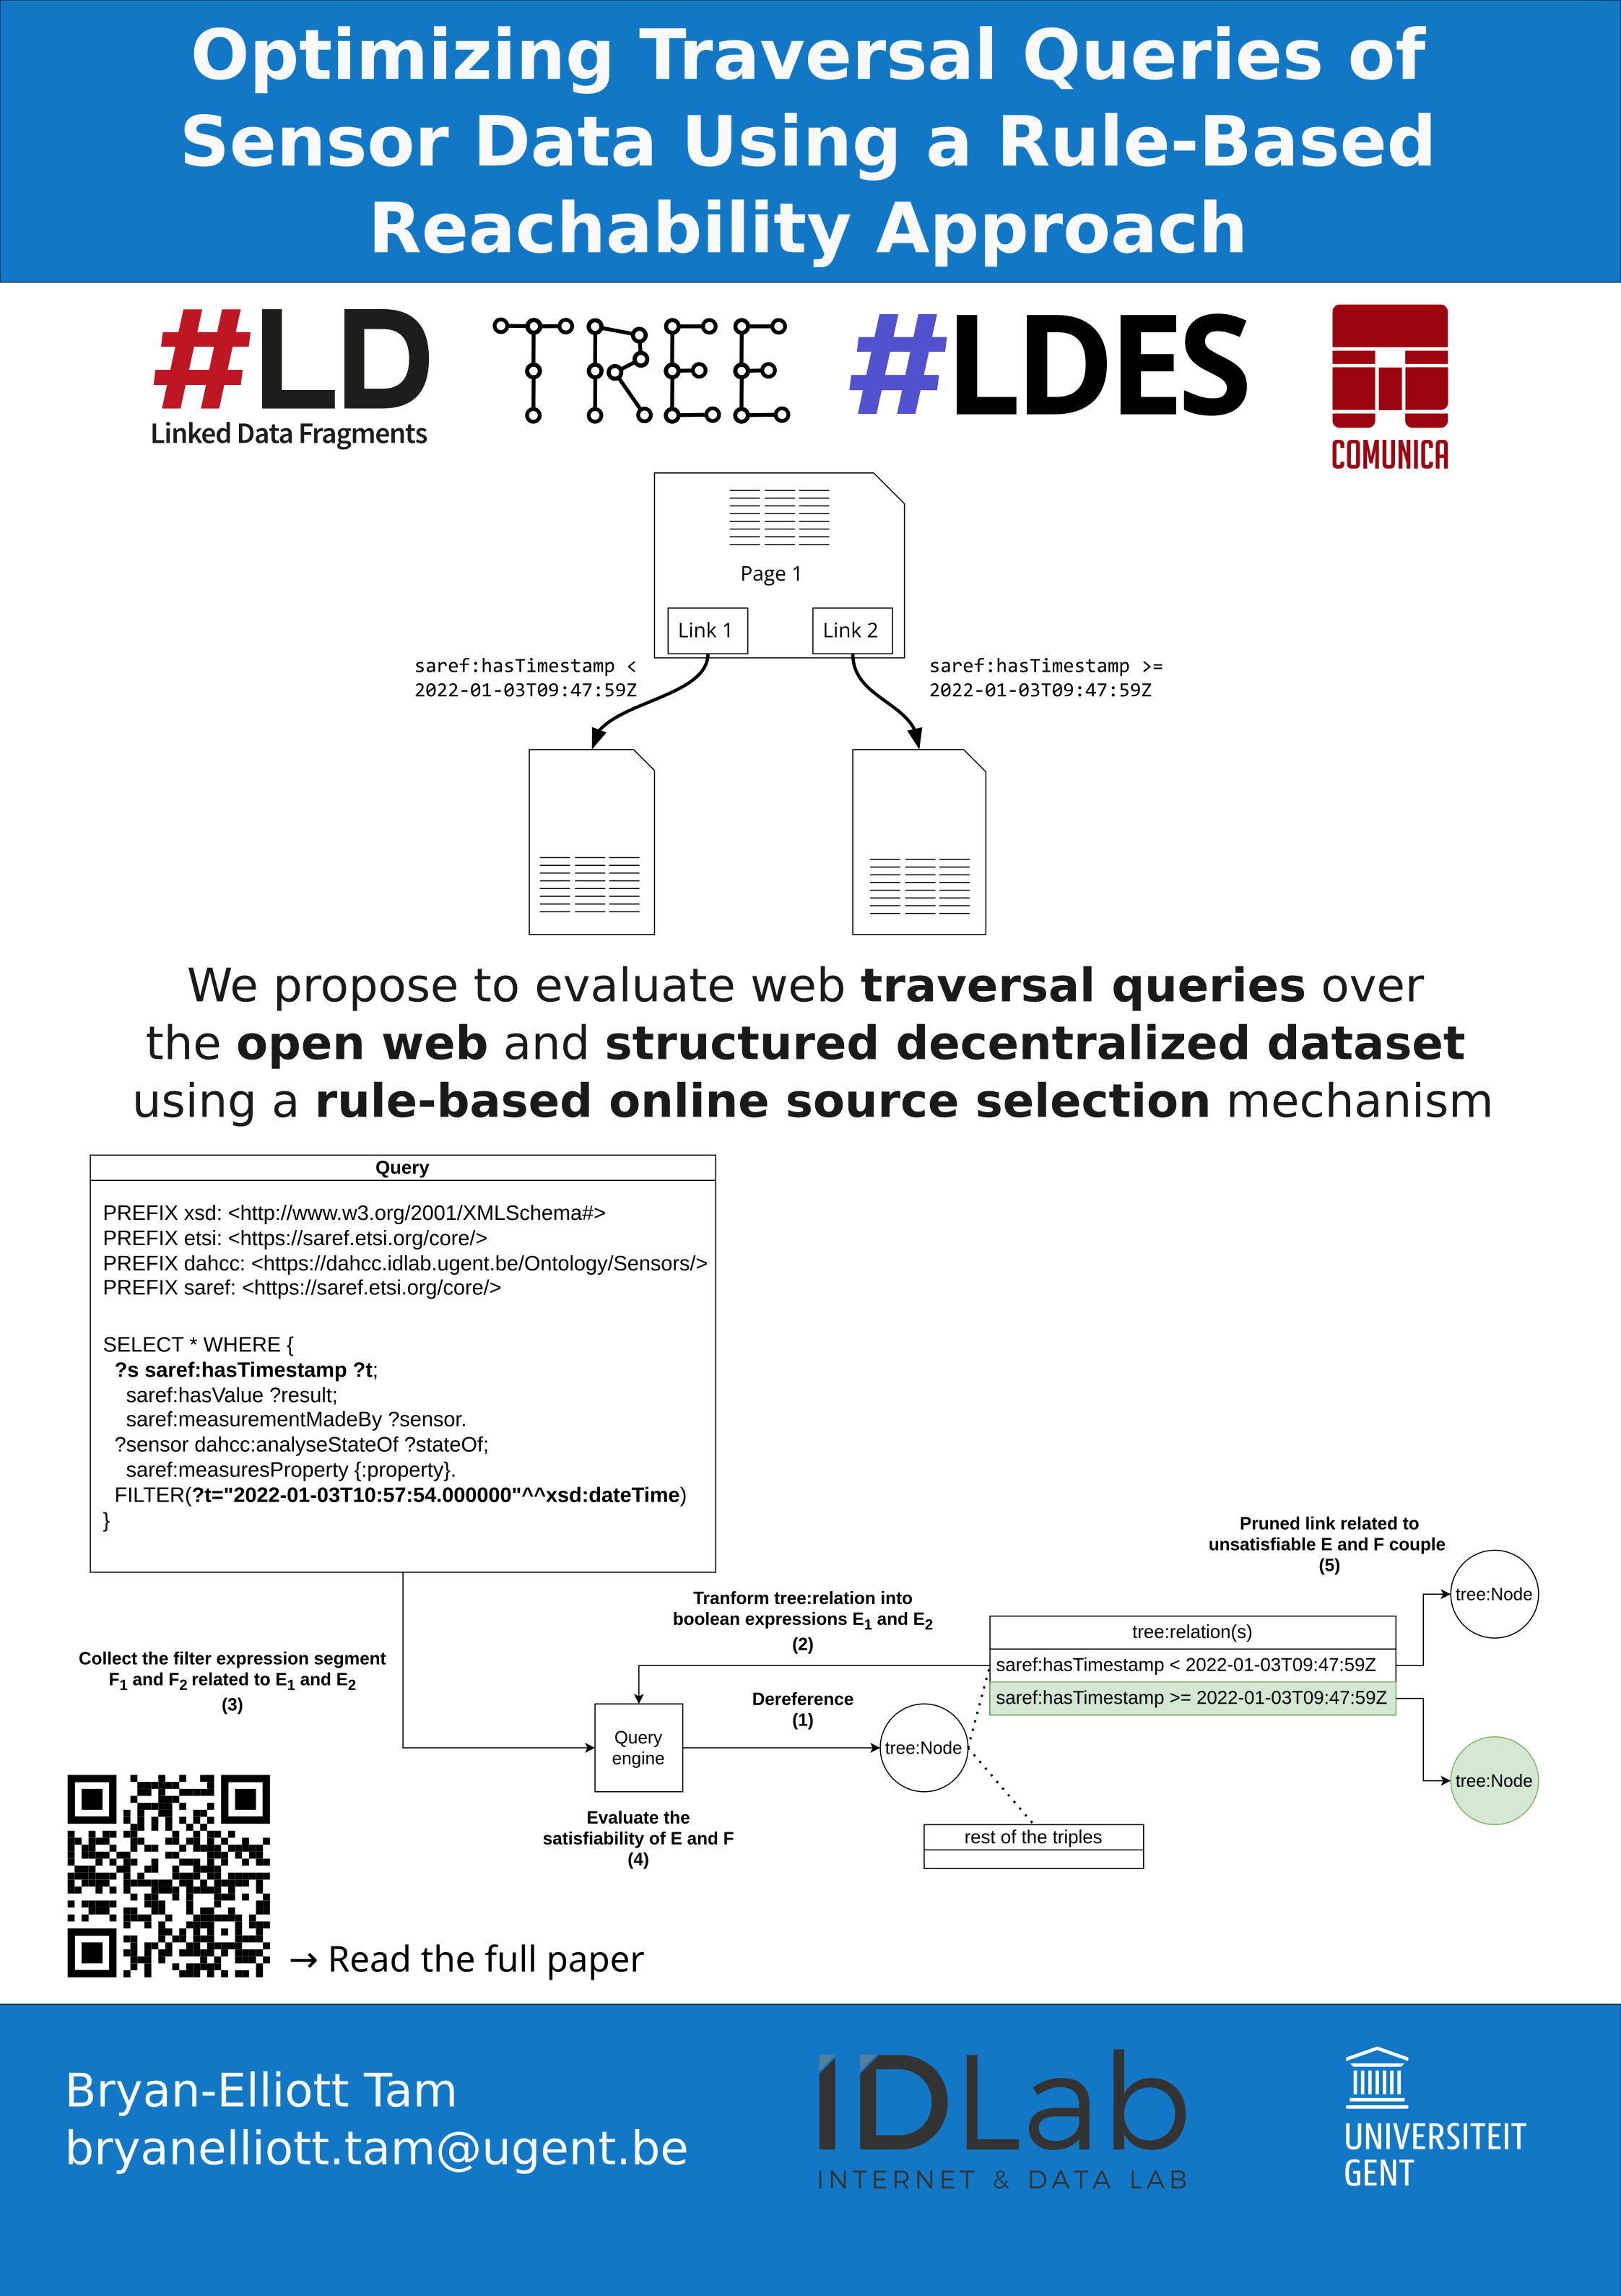 Optimizing Traversal Queries of
Sensor Data Using a Rule-Based
Reachability Approach
#LD
Linked Data Fragments
TREE
#LDES
COMUNICA
Page 1
Link 1
Link 2
saref:hasTimestamp <
2022-01-03T09:47:59Z
saref:hasTimestamp >=
2022-01-03T09:47:59Z
We propose to evaluate web traversal queries over
the open web and structured decentralized dataset
using a rule-based online source selection mechanism
Query
PREFIX xsd: <http://www.w3.org/2001/XMLSchema#>
PREFIX etsi: <https://saref.etsi.org/core/>
PREFIX dahcc: <https://dahcc.idlab.ugent.be/Ontology/Sensors/>
PREFIX saref: <https://saref.etsi.org/core/>
SELECT * WHERE {
?s saref:hasTimestamp ?t;
saref:hasValue ?result;
saref:measurementMadeBy ?sensor.
?sensor dahcc:analyseStateOf ?stateOf;
saref:measuresProperty {:property}.
FILTER(?t="2022-01-03T10:57:54.000000"^^xsd:dateTime)
}
Pruned link related to
unsatisfiable E and F couple
(5)
tree:Node
Tranform tree:relation into
boolean expressions E1 and E2
(2)
tree:relation(s)
saref:hasTimestamp < 2022-01-03T09:47:59Z
saref:hasTimestamp >= 2022-01-03T09:47:59Z
Collect the filter expression segment
F1 and F2 related to E1 and E2
(3)
Dereference
(1)
Query
engine
tree:Node
tree:Node
Evaluate the
satisfiability of E and F
(4)
rest of the triples
→ Read the full paper
Bryan-Elliott Tam
bryanelliott.tam@ugent.be
IDLab
INTERNET & DATA LAB
UNIVERSITEIT
GENT